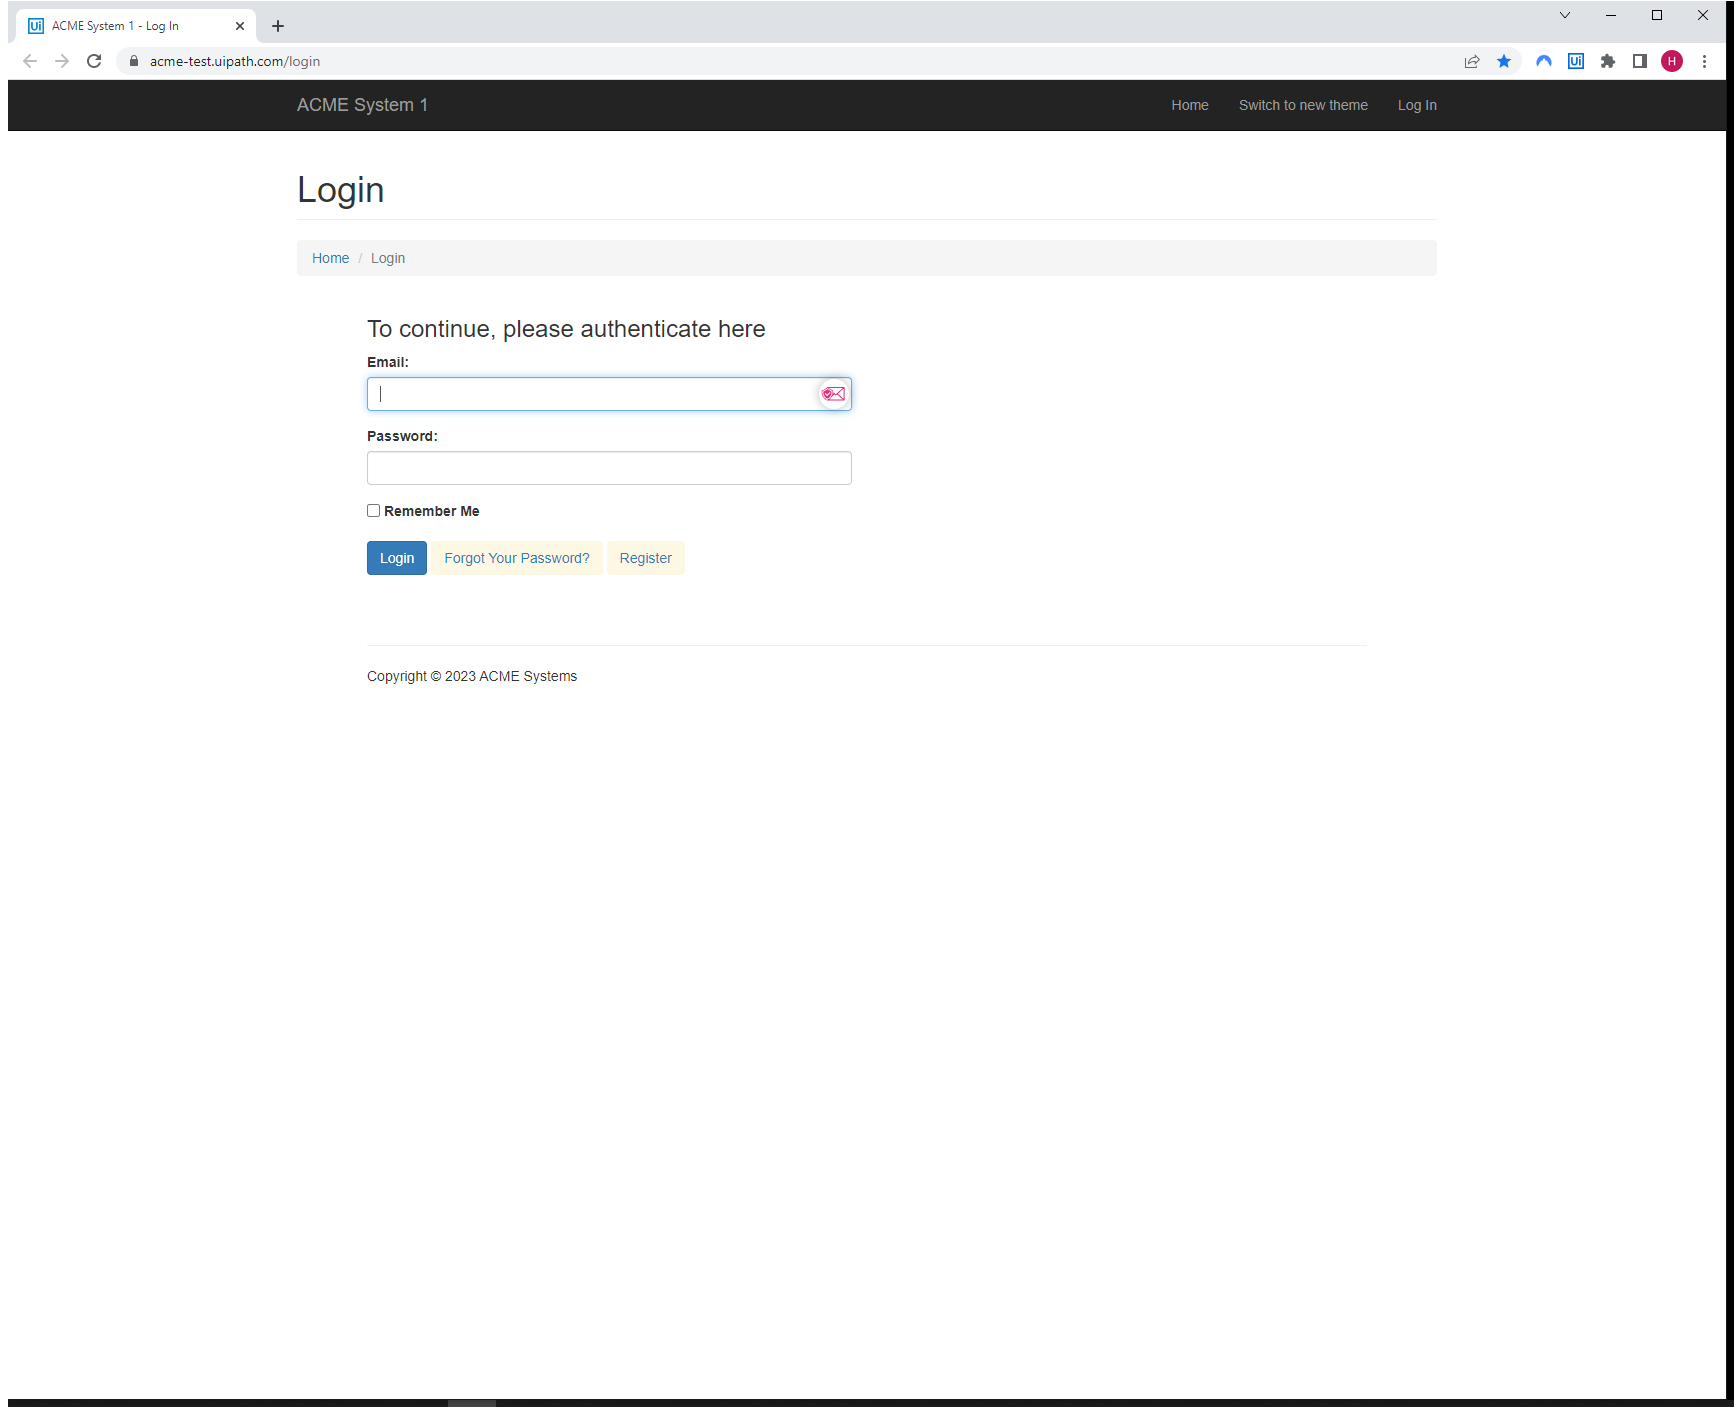 Ui ACME System 1 - Log In
acme-test.uipath.com/login
Ui
H
ACME System 1
Home
Switch to new theme
Log In
Login
Home / Login
To continue, please authenticate here
Email:
Password:
Remember Me
Login
Forgot Your Password?
Register
Copyright © 2023 ACME Systems